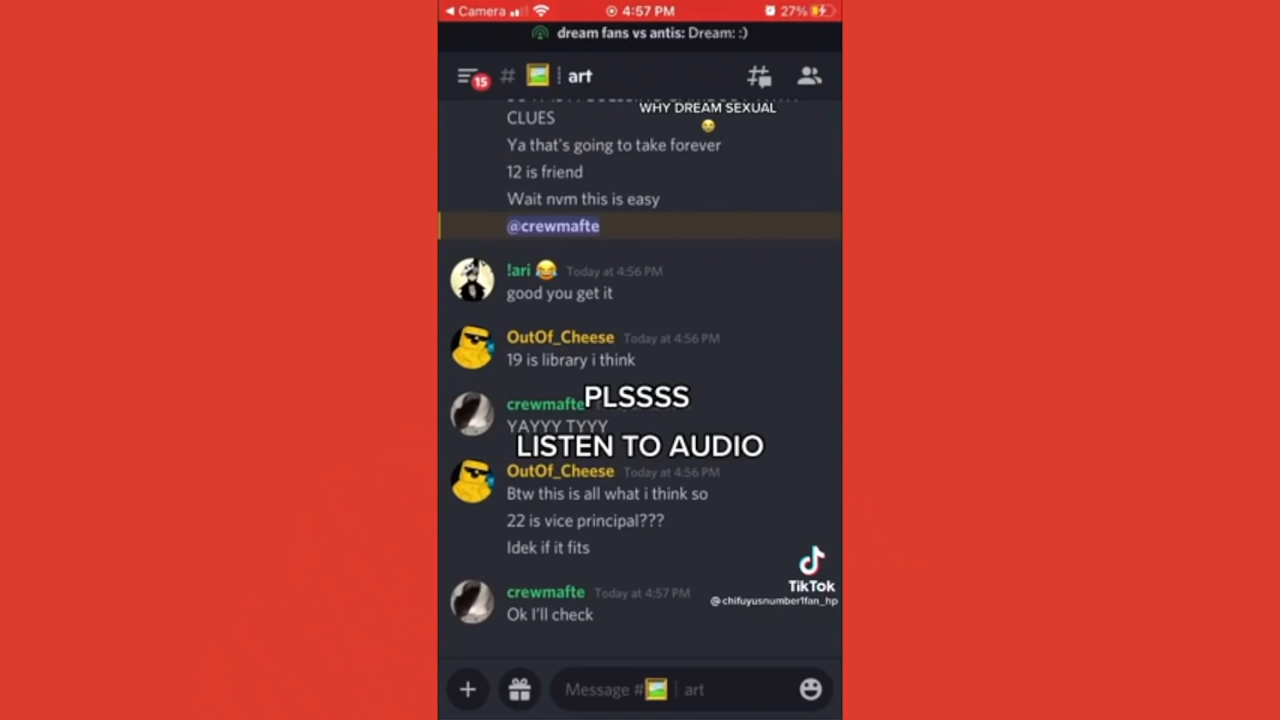 Camera
4:57 PM
27%
dream fans vs antis: Dream: :)
15
# art
WHY DREAM SEXUAL
CLUES
Ya that's going to take forever
12 is friend
Wait nvm this is easy
@crewmafte
!ari 😂 Today at 4:56 PM
good you get it
OutOf_Cheese Today at 4:56 PM
19 is library i think
PLSSSS
crewmafte
YAYYY TYYY
LISTEN TO AUDIO
OutOf_Cheese Today at 4:56 PM
Btw this is all what i think so
22 is vice principal???
Idek if it fits
TikTok
@chifuyusnumber1fan_hp
crewmafte Today at 4:57 PM
Ok I'll check
Message # art